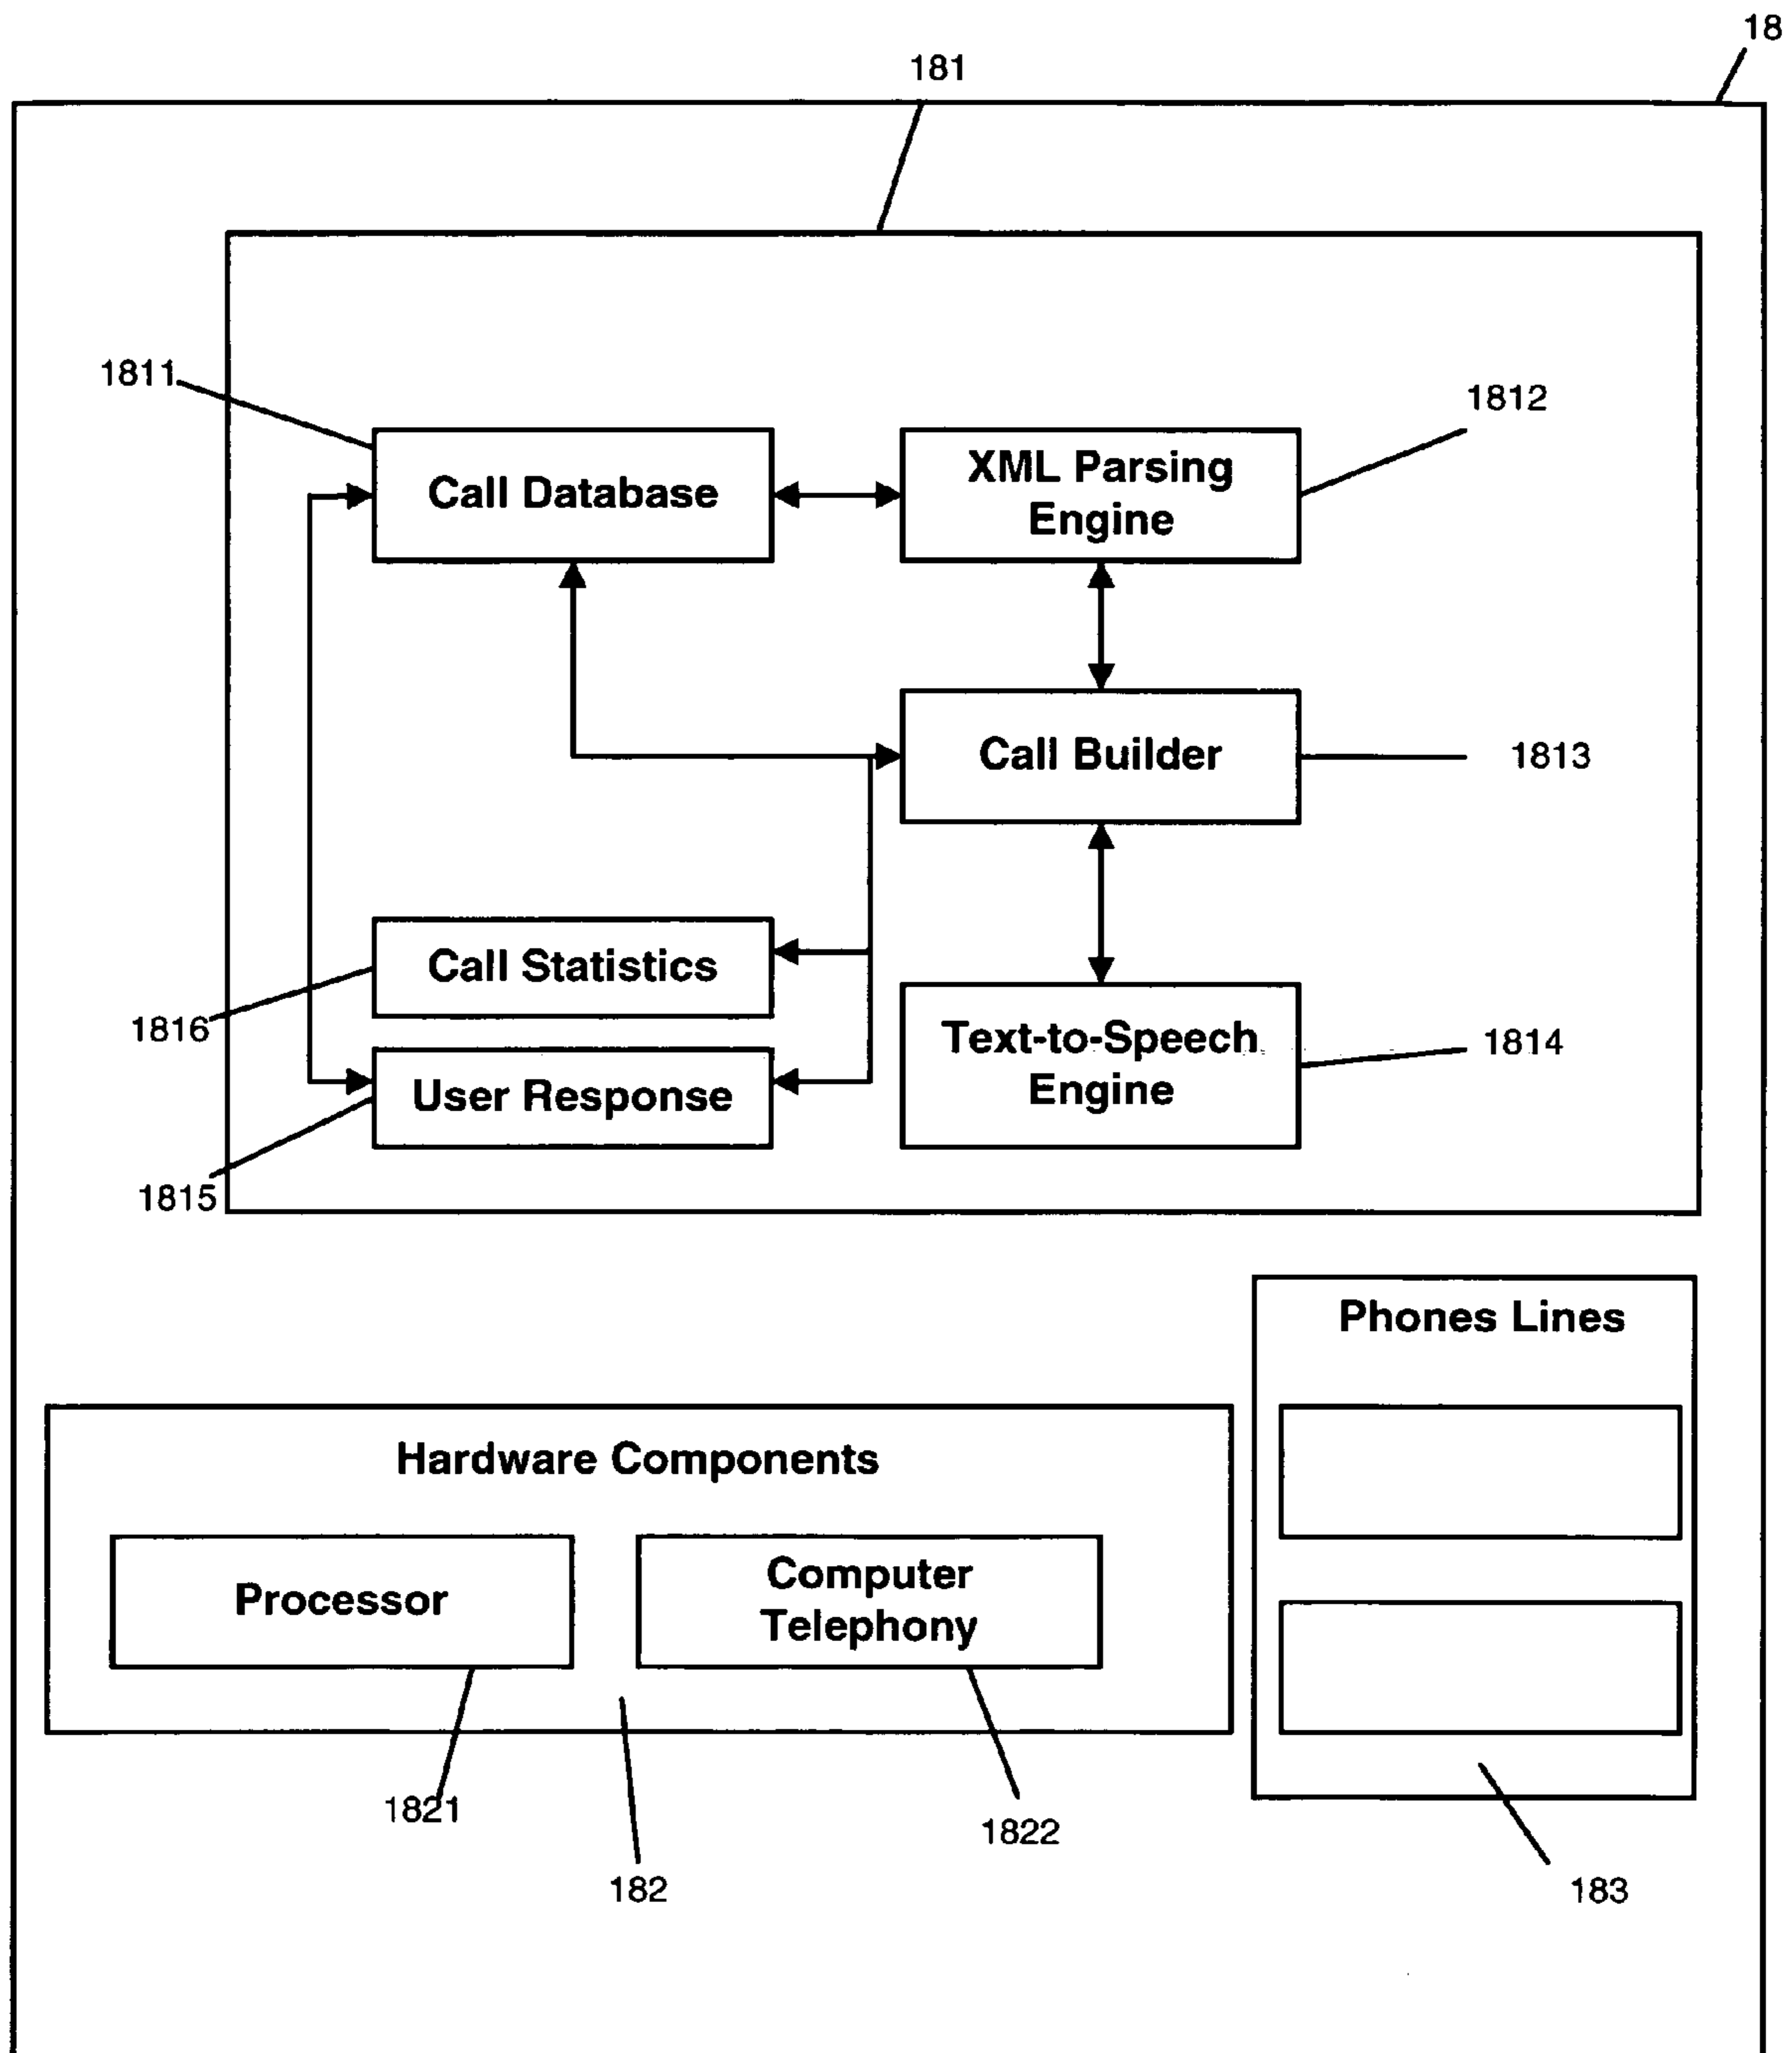 18
181
1811
1812
Call Database
XML Parsing
Engine
Call Builder
1813
Call Statistics
1816
Text-to-Speech
Engine
1814
User Response
1815
Phones Lines
Hardware Components
Processor
Computer
Telephony
1821
1822
182
183